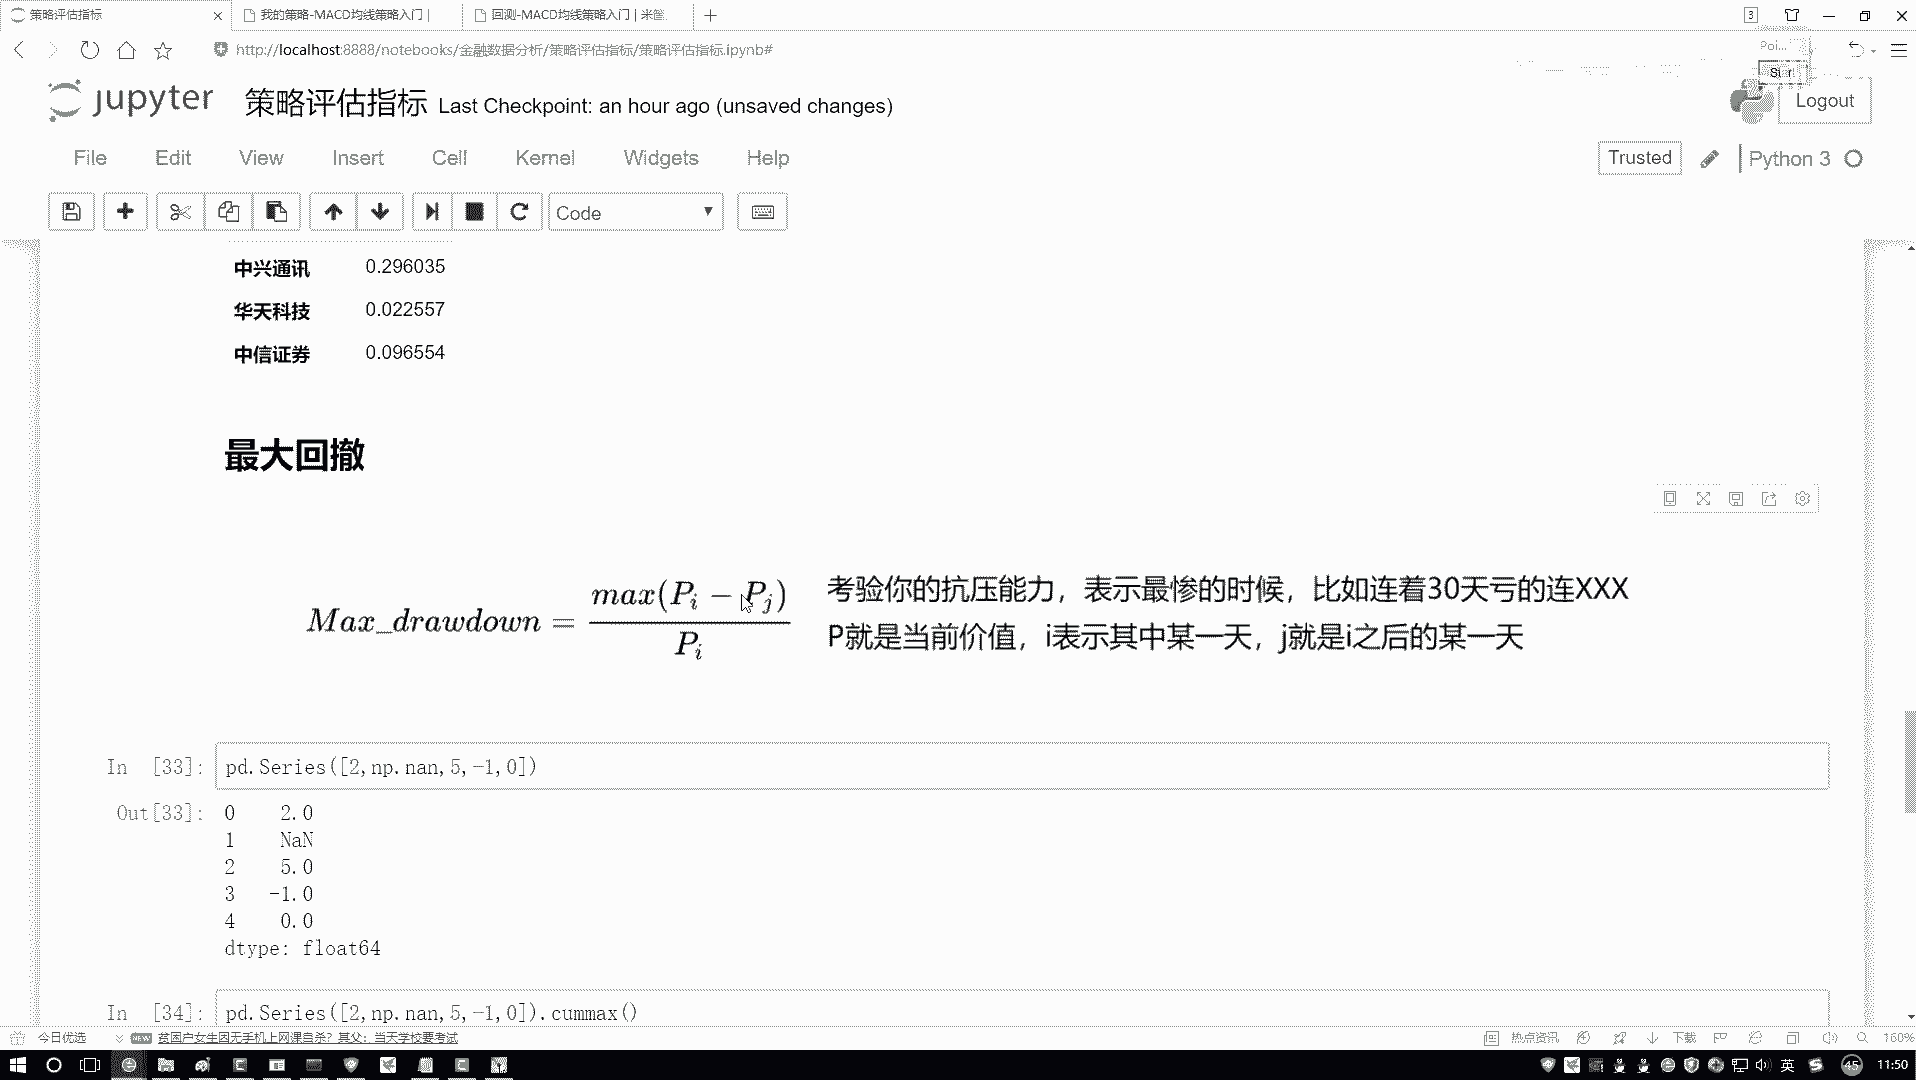 策略评估指标
我的策略-MACD均线策略入门 |
回测-MACD均线策略入门 | 米筐
3
http://localhost:8888/notebooks/金融数据分析/策略评估指标/策略评估指标.ipynb#
Poi...
Start
jupyter
策略评估指标 Last Checkpoint: an hour ago (unsaved changes)
Logout
File Edit View Insert Cell Kernel Widgets Help
Trusted
Python 3
Code
中兴通讯 0.296035
华天科技 0.022557
中信证券 0.096554
最大回撤
Max_drawdown = max(P_i − P_j) / P_i
考验你的抗压能力，表示最惨的时候，比如连着30天亏的连XXX
P就是当前价值，i表示其中某一天，j就是i之后的某一天
In [33]: pd.Series([2,np.nan,5,-1,0])
Out[33]: 0 2.0
1 NaN
2 5.0
3 -1.0
4 0.0
dtype: float64
In [34]: pd.Series([2,np.nan,5,-1,0]).cummax()
今日优选
NEW 贫困户女生因无手机上网课自杀？其父：当天学校要考试
热点资讯
下载
160%
英
45
11:50